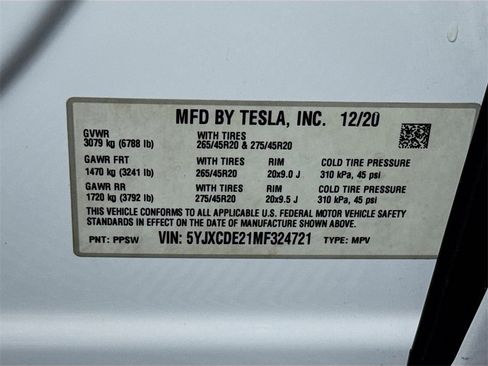 MFD BY TESLA, INC. 12/20
GVWR WITH TIRES
3079 kg (6788 lb) 265/45R20 & 275/45R20
GAWR FRT WITH TIRES RIM COLD TIRE PRESSURE
1470 kg (3241 lb) 265/45R20 20x9.0 J 310 kPa, 45 psi
GAWR RR WITH TIRES RIM COLD TIRE PRESSURE
1720 kg (3792 lb) 275/45R20 20x9.5 J 310 kPa, 45 psi
THIS VEHICLE CONFORMS TO ALL APPLICABLE U.S. FEDERAL MOTOR VEHICLE SAFETY
STANDARDS IN EFFECT ON THE DATE OF MANUFACTURE SHOWN ABOVE.
PNT: PPSW VIN: 5YJXCDE21MF324721 TYPE: MPV